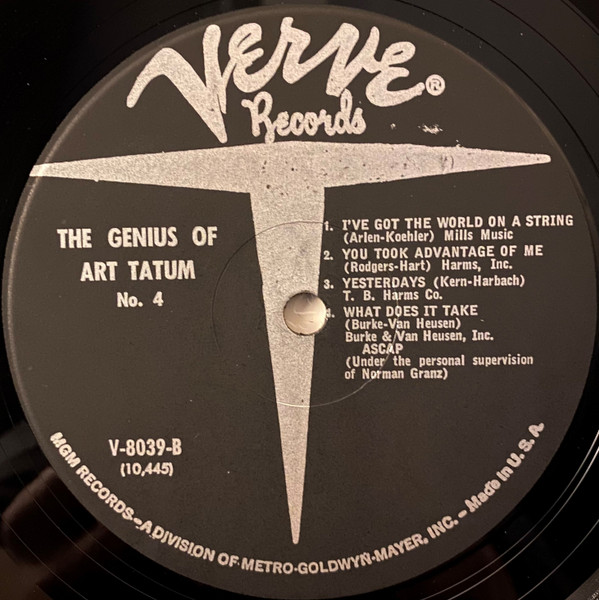 Verve®
Records
THE GENIUS OF
ART TATUM
No. 4
1. I'VE GOT THE WORLD ON A STRING
(Arlen-Koehler) Mills Music
2. YOU TOOK ADVANTAGE OF ME
(Rodgers-Hart) Harms, Inc.
3. YESTERDAYS (Kern-Harbach)
T. B. Harms Co.
4. WHAT DOES IT TAKE
(Burke-Van Heusen)
Burke & Van Heusen, Inc.
ASCAP
(Under the personal supervision
of Norman Granz)
V-8039-B
(10,445)
MGM RECORDS—A DIVISION OF METRO-GOLDWYN-MAYER, INC. — Made in U. S. A.